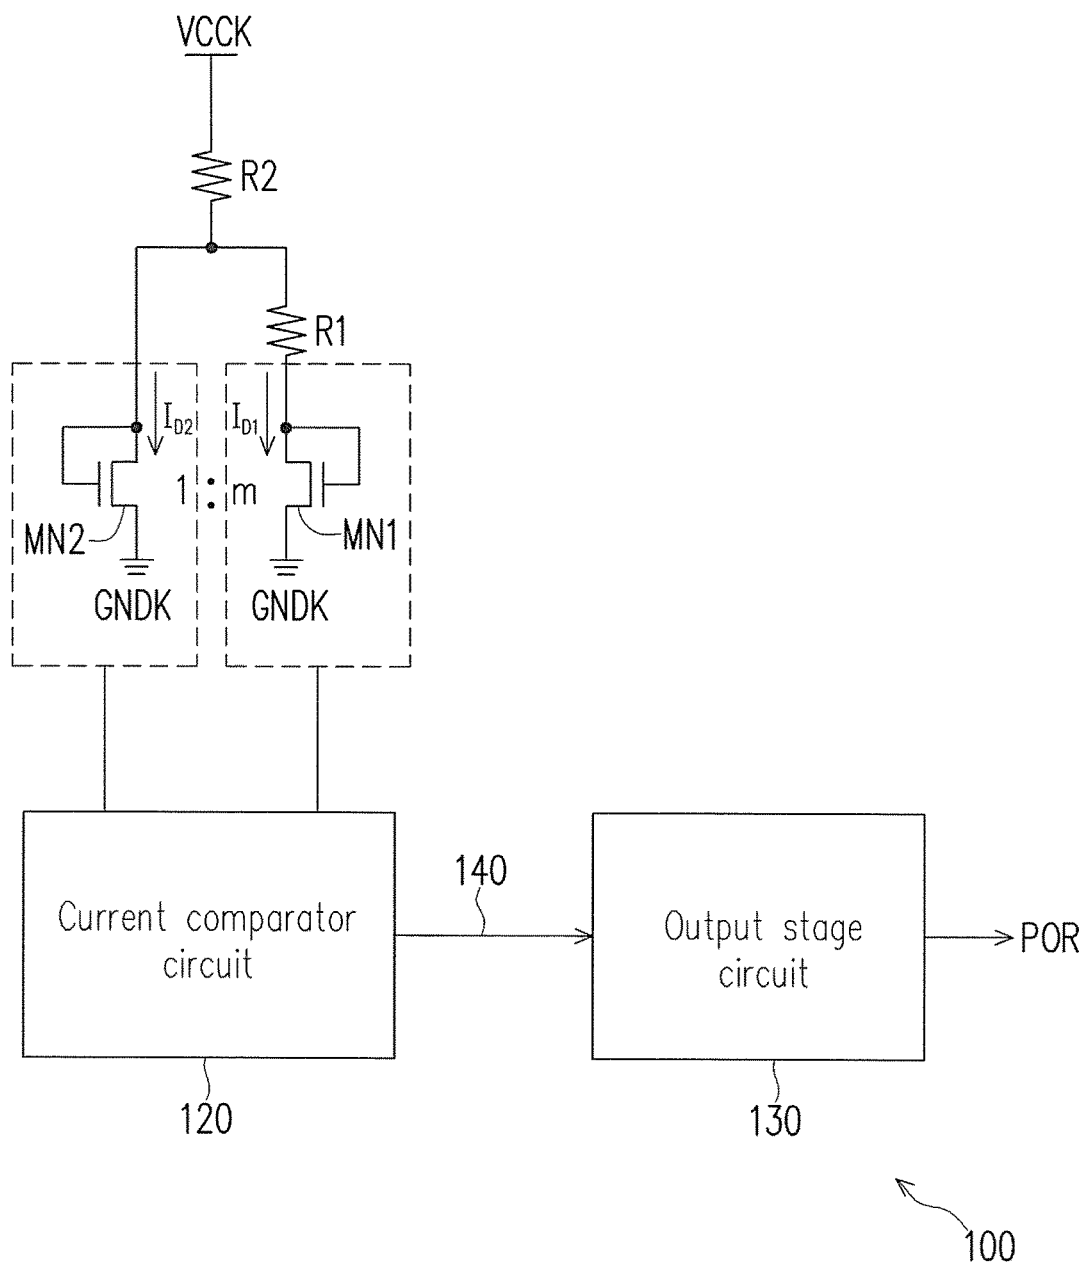 VCCK
R2
R1
I_D2 I_D1
1 : m
MN2 MN1
GNDK GNDK
Current comparator
circuit
140
Output stage
circuit
POR
120
130
100